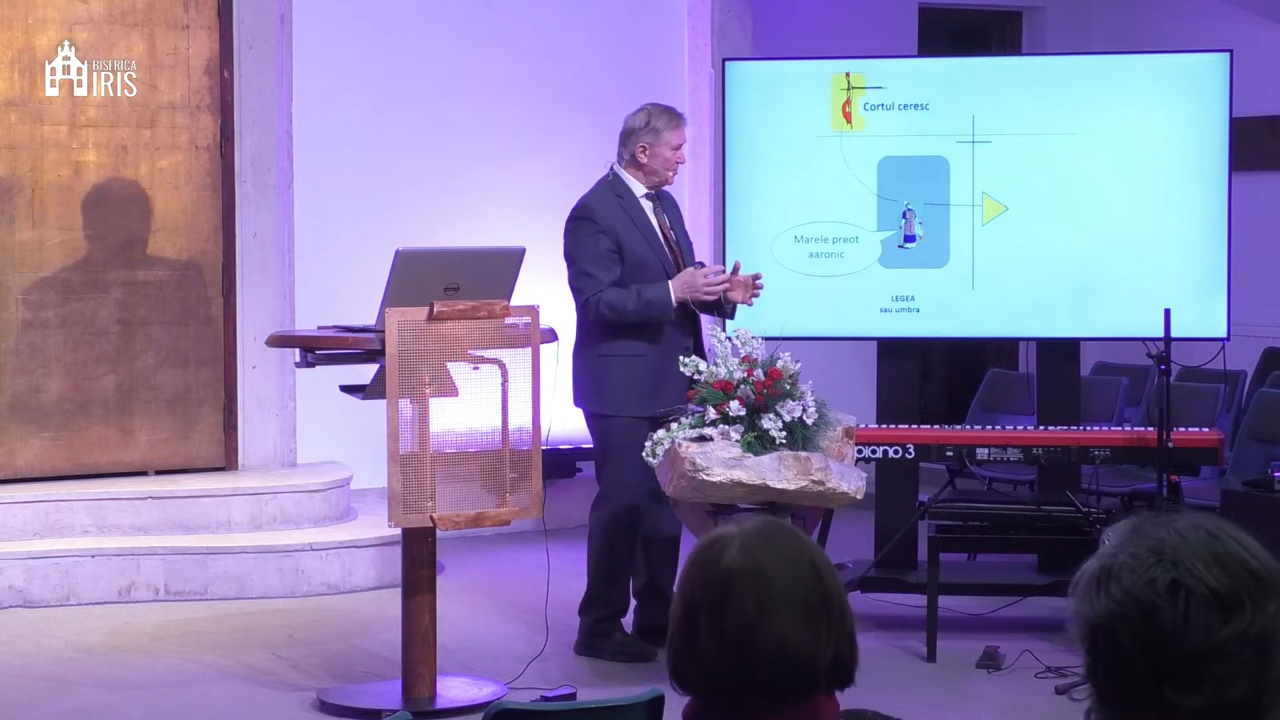 BISERICA
IRIS
Cortul ceresc
Marele preot
aaronic
LEGEA
sau umbra
piano 3